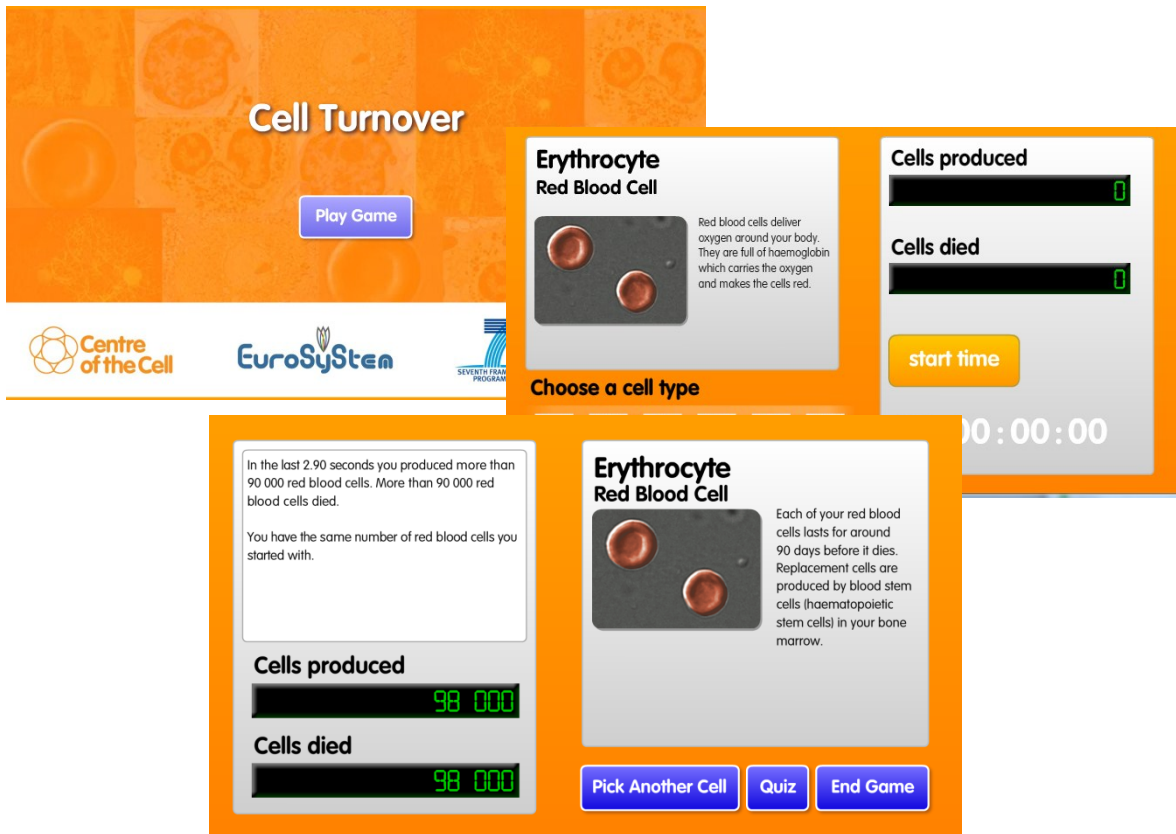 Cell Turnover
Play Game
Centre
of the Cell
EuroSyStem
7
SEVENTH FRAM
PROGRAM
Erythrocyte
Red Blood Cell
Red blood cells deliver
oxygen around your body.
They are full of haemoglobin
which carries the oxygen
and makes the cells red.
Choose a cell type
Cells produced
0
Cells died
0
start time
00:00:00
In the last 2.90 seconds you produced more than
90 000 red blood cells. More than 90 000 red
blood cells died.
You have the same number of red blood cells you
started with.
Cells produced
98 000
Cells died
98 000
Erythrocyte
Red Blood Cell
Each of your red blood
cells lasts for around
90 days before it dies.
Replacement cells are
produced by blood stem
cells (haematopoietic
stem cells) in your bone
marrow.
Pick Another Cell
Quiz
End Game